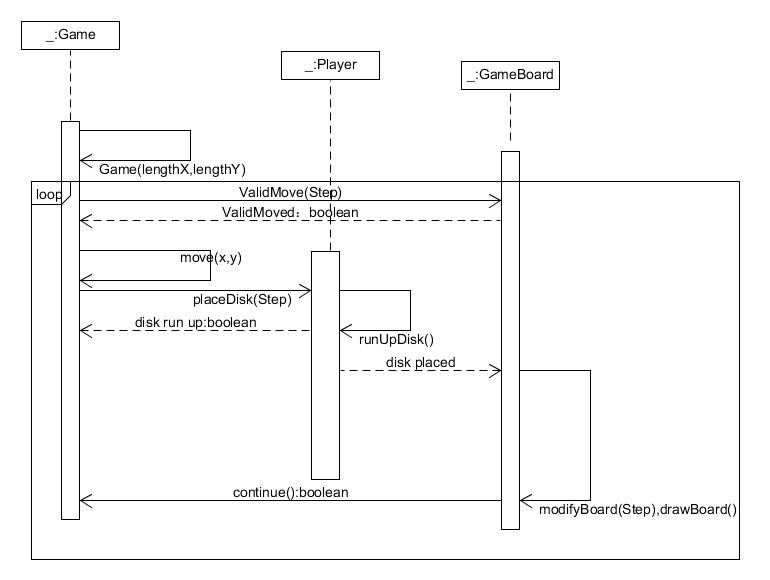 _:Game
_:Player
_:GameBoard
Game(lengthX,lengthY)
loop
ValidMove(Step)
ValidMoved：boolean
move(x,y)
placeDisk(Step)
disk run up:boolean
runUpDisk()
disk placed
continue():boolean
modifyBoard(Step),drawBoard()